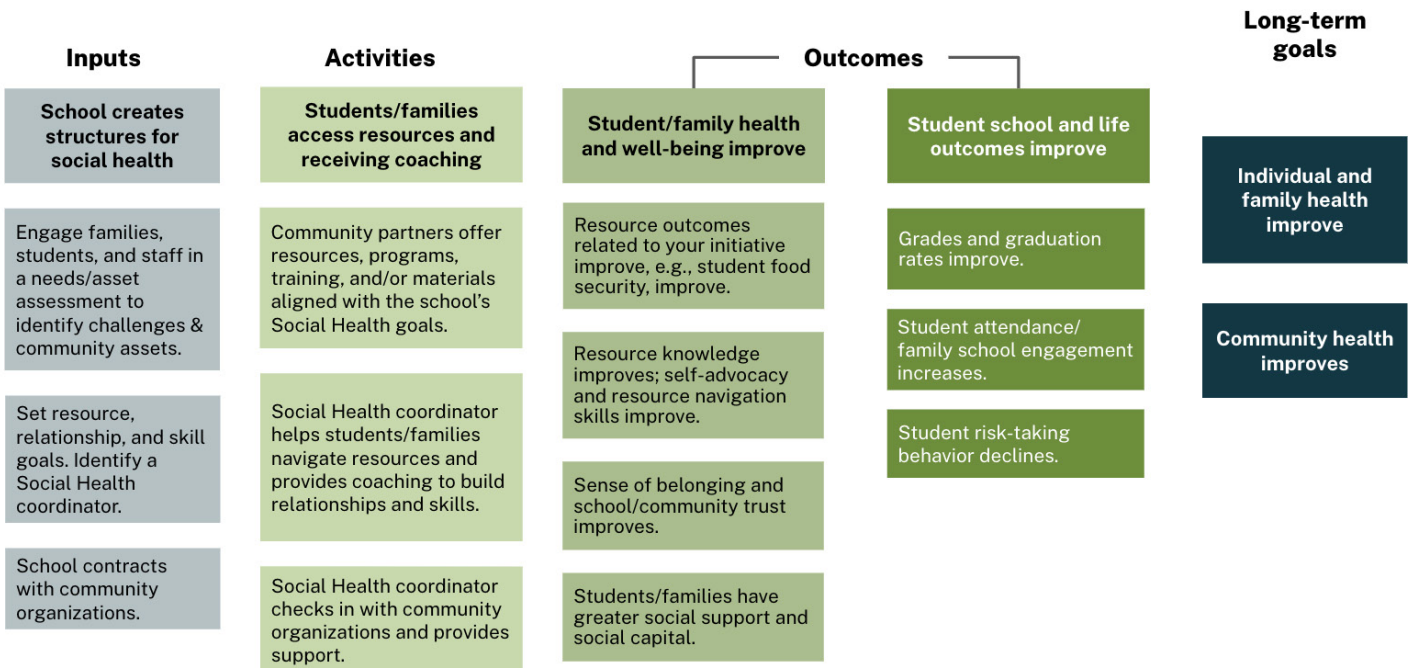 Inputs
School creates
structures for
social health
Engage families,
students, and staff in
a needs/asset
assessment to
identify challenges &
community assets.
Set resource,
relationship, and skill
goals. Identify a
Social Health
coordinator.
School contracts
with community
organizations.
Activities
Students/families
access resources and
receiving coaching
Community partners offer
resources, programs,
training, and/or materials
aligned with the school’s
Social Health goals.
Social Health coordinator
helps students/families
navigate resources and
provides coaching to build
relationships and skills.
Social Health coordinator
checks in with community
organizations and provides
support.
Outcomes
Student/family health
and well-being improve
Resource outcomes
related to your initiative
improve, e.g., student food
security, improve.
Resource knowledge
improves; self-advocacy
and resource navigation
skills improve.
Sense of belonging and
school/community trust
improves.
Students/families have
greater social support and
social capital.
Student school and life
outcomes improve
Grades and graduation
rates improve.
Student attendance/
family school engagement
increases.
Student risk-taking
behavior declines.
Long-term
goals
Individual and
family health
improve
Community health
improves